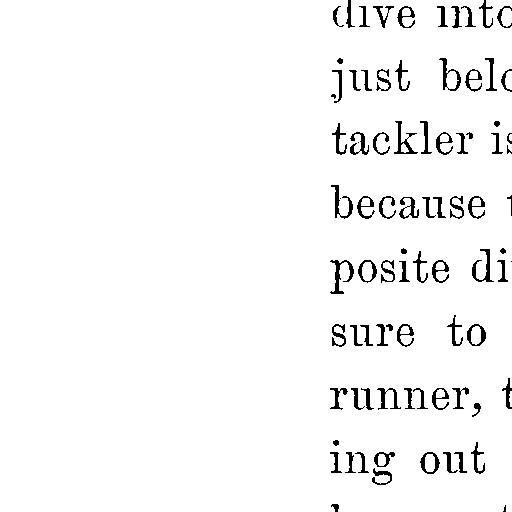 dive into
just belo
tackler is
because t
posite di
sure to
runner, t
ing out